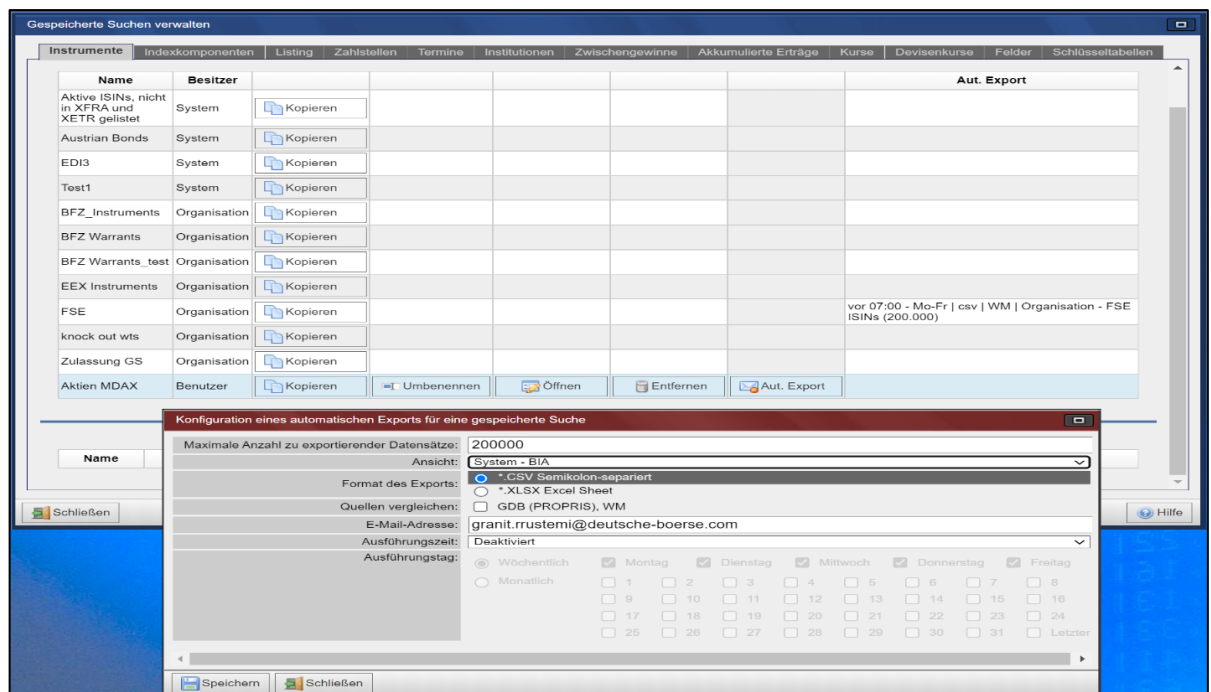 Gespeicherte Suchen verwalten
Instrumente Indexkomponenten Listing Zahlstellen Termine Institutionen Zwischengewinne Akkumulierte Erträge Kurse Devisenkurse Felder Schlüsseltabellen
Name Besitzer Aut. Export
Aktive ISINs, nicht
in XFRA und
XETR gelistet
System Kopieren
Austrian Bonds System Kopieren
EDI3 System Kopieren
Test1 System Kopieren
BFZ_Instruments Organisation Kopieren
BFZ Warrants Organisation Kopieren
BFZ Warrants_test Organisation Kopieren
EEX Instruments Organisation Kopieren
FSE Organisation Kopieren vor 07:00 - Mo-Fr | csv | WM | Organisation - FSE
ISINs (200.000)
knock out wts Organisation Kopieren
Zulassung GS Organisation Kopieren
Aktien MDAX Benutzer Kopieren Umbenennen Öffnen Entfernen Aut. Export
Name
Schließen Hilfe
Konfiguration eines automatischen Exports für eine gespeicherte Suche
Maximale Anzahl zu exportierender Datensätze: 200000
Ansicht: System - BIA
Format des Exports: *.CSV Semikolon-separiert
*.XLSX Excel Sheet
Quellen vergleichen: GDB (PROPRIS), WM
E-Mail-Adresse: granit.rrustemi@deutsche-boerse.com
Ausführungszeit: Deaktiviert
Ausführungstag: Wöchentlich Montag Dienstag Mittwoch Donnerstag Freitag
Monatlich 1 2 3 4 5 6 7 8
9 10 11 12 13 14 15 16
17 18 19 20 21 22 23 24
25 26 27 28 29 30 31 Letzter
Speichern Schließen